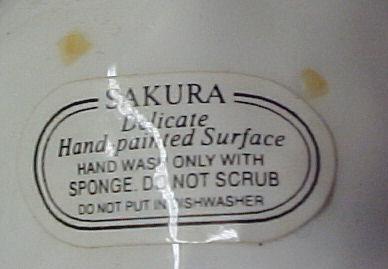 SAKURA
Delicate
Hand-painted Surface
HAND WASH ONLY WITH
SPONGE. DO NOT SCRUB
DO NOT PUT IN DISHWASHER